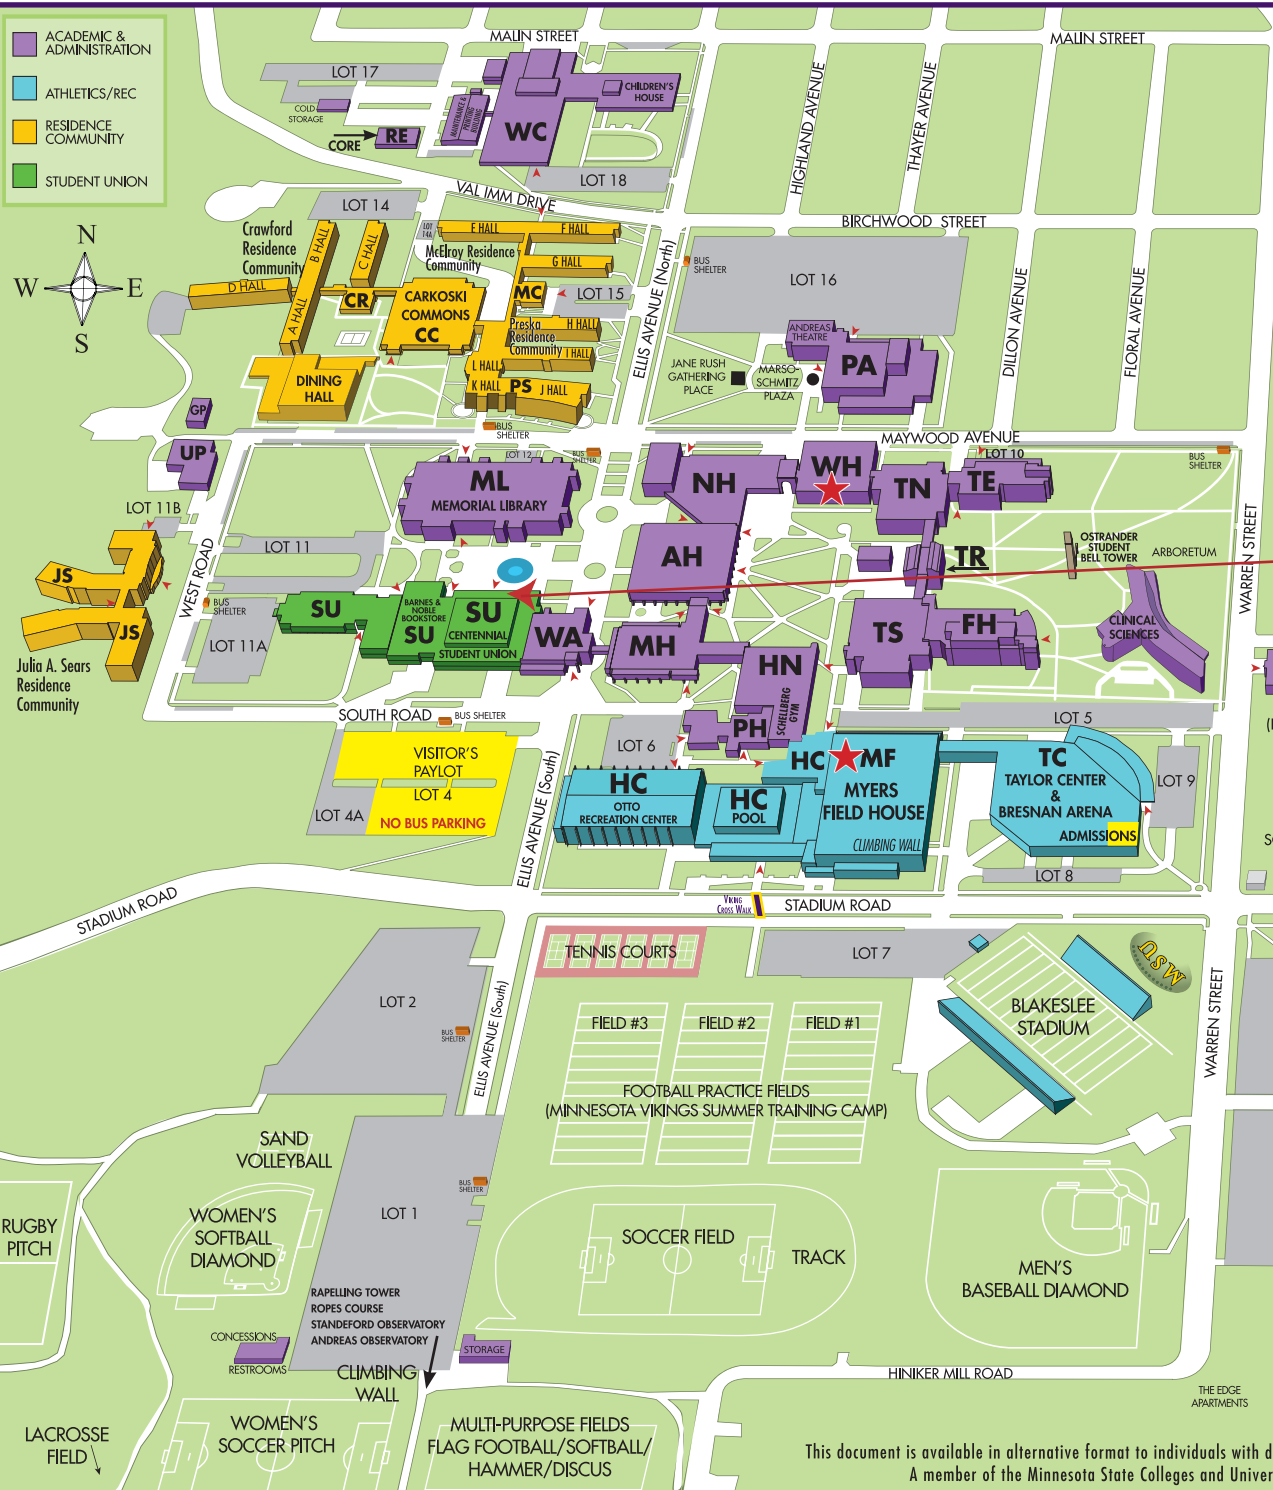 ACADEMIC &
ADMINISTRATION
ATHLETICS/REC
RESIDENCE
COMMUNITY
STUDENT UNION
N
W
E
S
MALIN STREET
MALIN STREET
LOT 17
COLD
STORAGE
CORE
RE
MAINTENANCE &
PRINTING
BUILDING
WC
CHILDREN'S
HOUSE
LOT 18
HIGHLAND AVENUE
THAYER AVENUE
VAL IMM DRIVE
BIRCHWOOD STREET
LOT 14
LOT
14A
Crawford
Residence
Community
B HALL
C HALL
D HALL
A HALL
CR
E HALL
F HALL
McElroy Residence
Community
G HALL
CARKOSKI
COMMONS
CC
MC
LOT 15
Preska
Residence
Community
H HALL
I HALL
L HALL
K HALL
PS
J HALL
DINING
HALL
ELLIS AVENUE (North)
BUS
SHELTER
LOT 16
DILLON AVENUE
FLORAL AVENUE
ANDREAS
THEATRE
PA
JANE RUSH
GATHERING
PLACE
MARSO-
SCHMITZ
PLAZA
GP
UP
BUS
SHELTER
MAYWOOD AVENUE
LOT 12
BUS
SHELTER
LOT 10
BUS
SHELTER
ML
MEMORIAL LIBRARY
NH
WH
TN
TE
LOT 11B
LOT 11
WEST ROAD
JS
JS
Julia A. Sears
Residence
Community
BUS
SHELTER
LOT 11A
AH
TR
OSTRANDER
STUDENT
BELL TOWER
ARBORETUM
WARREN STREET
SU
BARNES &
NOBLE
BOOKSTORE
SU
SU
CENTENNIAL
STUDENT UNION
WA
MH
HN
SCHELLBERG
GYM
PH
TS
FH
CLINICAL
SCIENCES
SOUTH ROAD
BUS SHELTER
LOT 5
VISITOR'S
PAYLOT
LOT 4
NO BUS PARKING
LOT 4A
LOT 6
ELLIS AVENUE (South)
HC
OTTO
RECREATION CENTER
HC
POOL
HC
MF
MYERS
FIELD HOUSE
CLIMBING WALL
TC
TAYLOR CENTER
&
BRESNAN ARENA
ADMISSIONS
LOT 9
LOT 8
STADIUM ROAD
VIKING
CROSS WALK
STADIUM ROAD
TENNIS COURTS
LOT 7
MSU
BLAKESLEE
STADIUM
WARREN STREET
LOT 2
BUS
SHELTER
ELLIS AVENUE (South)
FIELD #3
FIELD #2
FIELD #1
FOOTBALL PRACTICE FIELDS
(MINNESOTA VIKINGS SUMMER TRAINING CAMP)
SAND
VOLLEYBALL
BUS
SHELTER
LOT 1
RUGBY
PITCH
WOMEN'S
SOFTBALL
DIAMOND
SOCCER FIELD
TRACK
MEN'S
BASEBALL DIAMOND
RAPELLING TOWER
ROPES COURSE
STANDEFORD OBSERVATORY
ANDREAS OBSERVATORY
CONCESSIONS
RESTROOMS
CLIMBING
WALL
STORAGE
HINIKER MILL ROAD
THE EDGE
APARTMENTS
LACROSSE
FIELD
WOMEN'S
SOCCER PITCH
MULTI-PURPOSE FIELDS
FLAG FOOTBALL/SOFTBALL/
HAMMER/DISCUS
This document is available in alternative format to individuals with d
A member of the Minnesota State Colleges and Univer